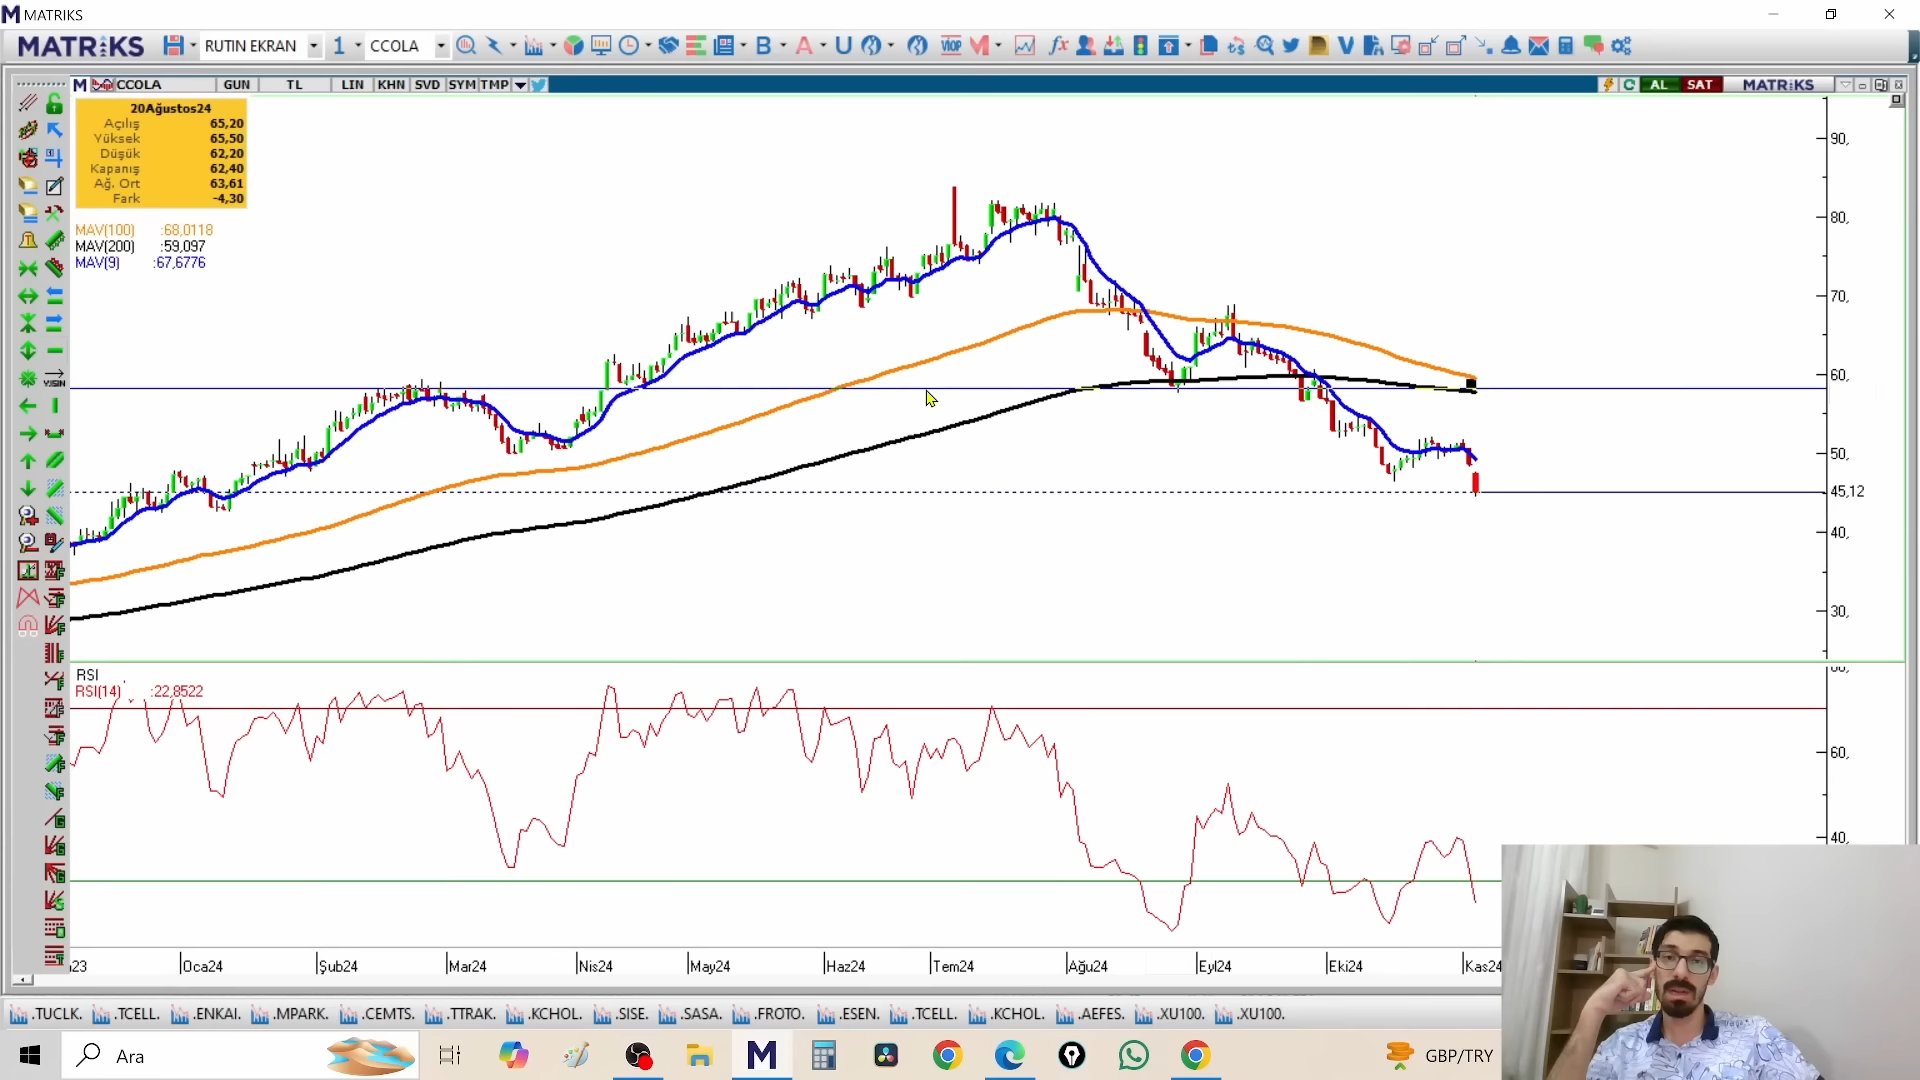 MATRIKS
MATRIKS RUTIN EKRAN 1 CCOLA B A U VIOP M fx V
M CCOLA GUN TL LIN KHN SVD SYM TMP AL SAT MATRIKS
20Ağustos24
Açılış 65,20
Yüksek 65,50
Düşük 62,20
Kapanış 62,40
Ağ. Ort 63,61
Fark -4,30
MAV(100) :68,0118
MAV(200) :59,097
MAV(9) :67,6776
90,
80,
70,
60,
50,
45,12
40,
30,
RSI
RSI(14) :22,8522
60,
40,
23 Oca24 Şub24 Mar24 Nis24 May24 Haz24 Tem24 Ağu24 Eyl24 Eki24 Kas24
.TUCLK. .TCELL. .ENKAI. .MPARK. .CEMTS. .TTRAK. .KCHOL. .SISE. .SASA. .FROTO. .ESEN. .TCELL. .KCHOL. .AEFES. .XU100. .XU100.
Ara M GBP/TRY